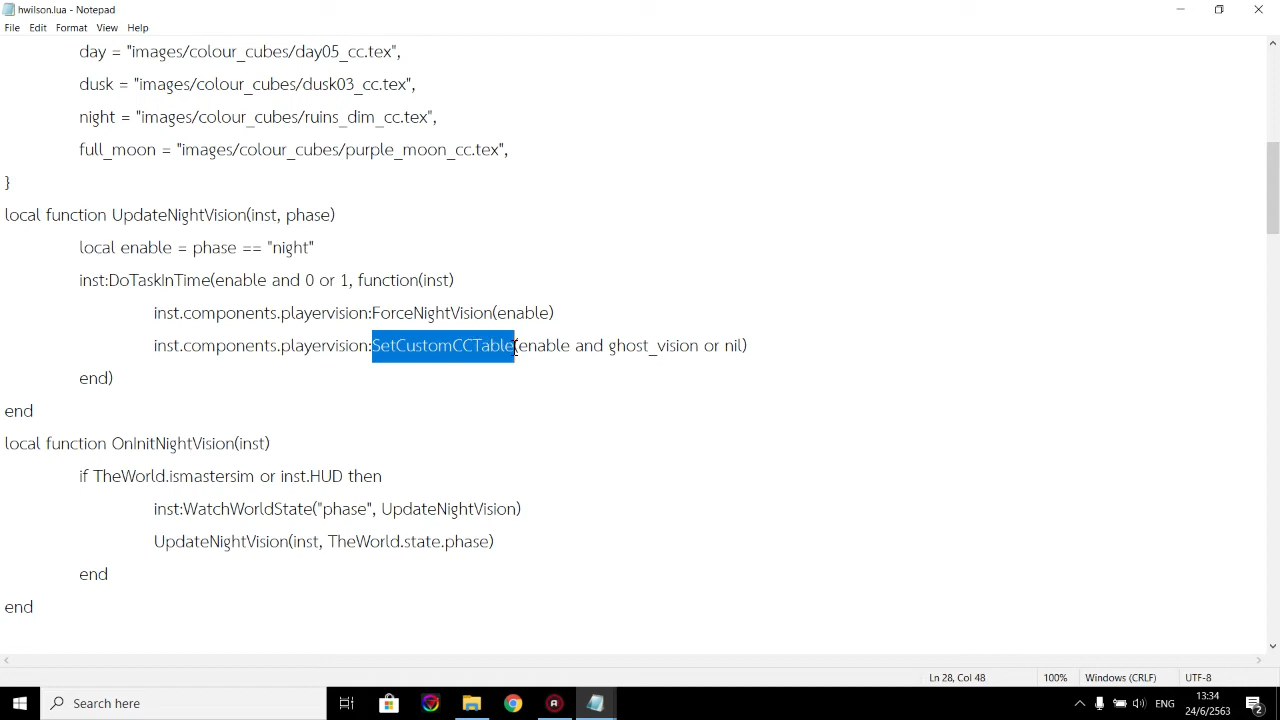 hwilson.lua - Notepad
File Edit Format View Help
day = "images/colour_cubes/day05_cc.tex",
dusk = "images/colour_cubes/dusk03_cc.tex",
night = "images/colour_cubes/ruins_dim_cc.tex",
full_moon = "images/colour_cubes/purple_moon_cc.tex",
}
local function UpdateNightVision(inst, phase)
local enable = phase == "night"
inst:DoTaskInTime(enable and 0 or 1, function(inst)
inst.components.playervision:ForceNightVision(enable)
inst.components.playervision:SetCustomCCTable(enable and ghost_vision or nil)
end)
end
local function OnInitNightVision(inst)
if TheWorld.ismastersim or inst.HUD then
inst:WatchWorldState("phase", UpdateNightVision)
UpdateNightVision(inst, TheWorld.state.phase)
end
end
Ln 28, Col 48 100% Windows (CRLF) UTF-8
Search here ENG 13:34
24/6/2563 2